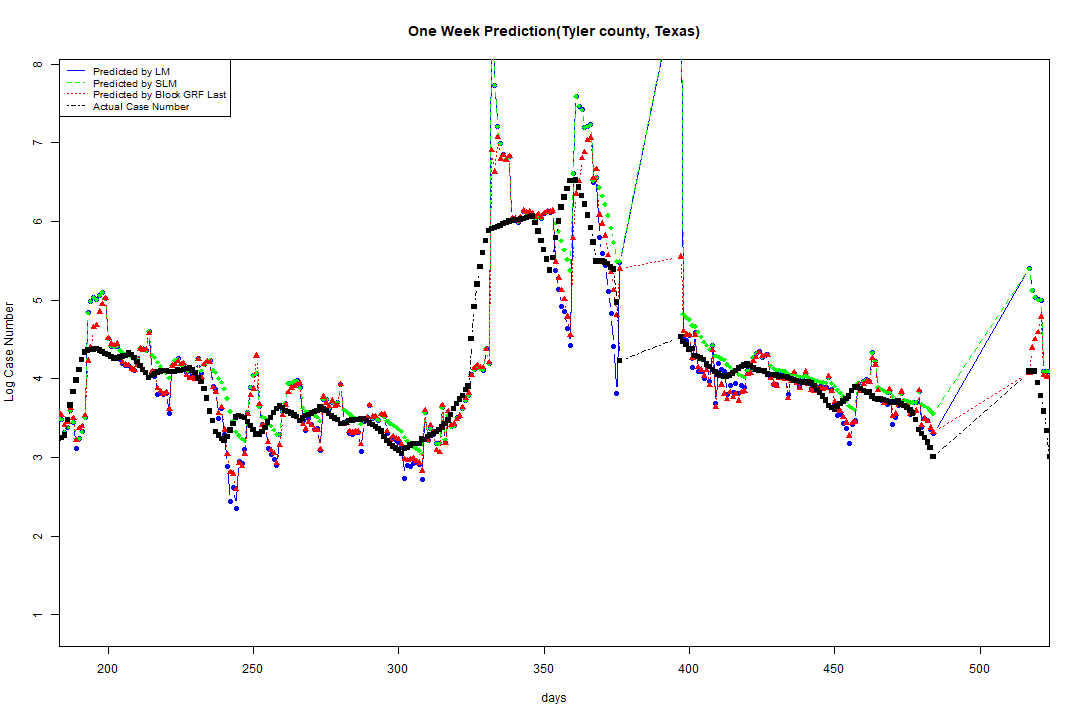 One Week Prediction(Tyler county, Texas)
Predicted by LM
Predicted by SLM
Predicted by Block GRF Last
Actual Case Number
8
7
6
5
4
3
2
1
Log Case Number
200 250 300 350 400 450 500
days